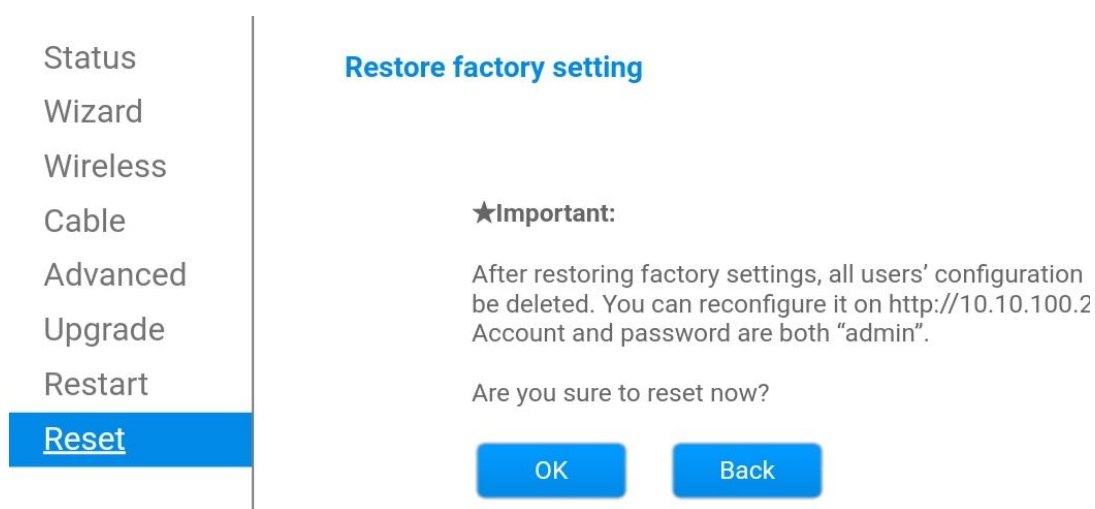 Status
Wizard
Wireless
Cable
Advanced
Upgrade
Restart
Reset
Restore factory setting
★Important:
After restoring factory settings, all users’ configuration
be deleted. You can reconfigure it on http://10.10.100.2
Account and password are both “admin”.
Are you sure to reset now?
OK Back